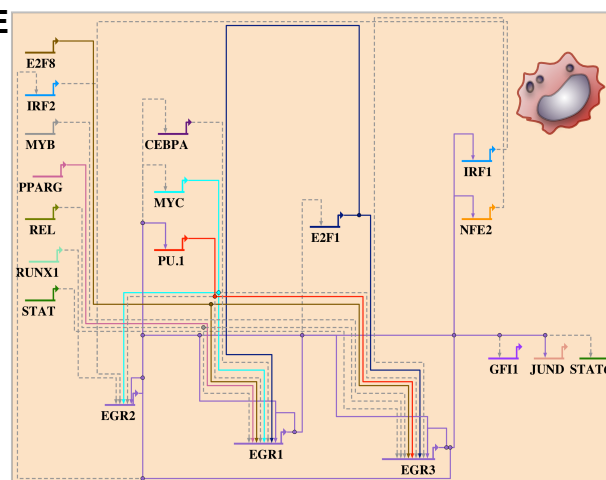 E
E2F8
IRF2
MYB
CEBPA
IRF1
PPARG
MYC
REL
NFE2
E2F1
PU.1
RUNX1
STAT
GFI1 JUND STAT6
EGR2
EGR1
EGR3